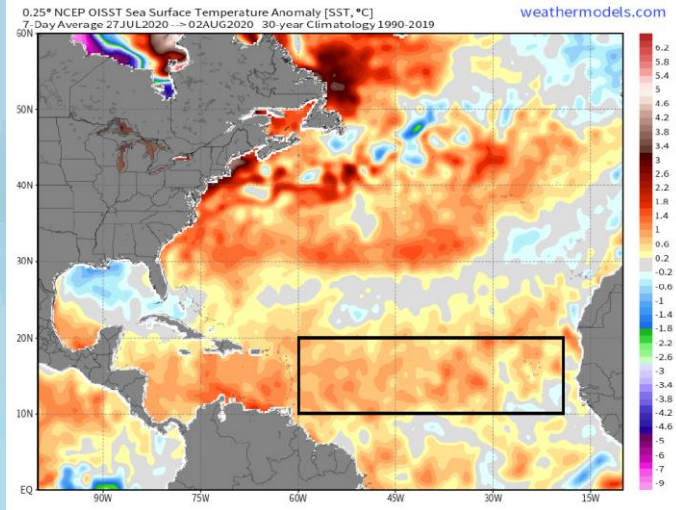 0.25° NCEP OISST Sea Surface Temperature Anomaly [SST, °C]
weathermodels.com
7-Day Average 27JUL2020 --> 02AUG2020 30-year Climatology 1990-2019
60N
50N
40N
30N
20N
10N
EQ
90W
75W
60W
45W
30W
15W
6.2
5.8
5.4
5
4.6
4.2
3.8
3.4
3
2.6
2.2
1.8
1.4
1
0.6
0.2
-0.2
-0.6
-1
-1.4
-1.8
-2.2
-2.6
-3
-3.4
-3.8
-4.2
-4.6
-5
-6
-7
-9